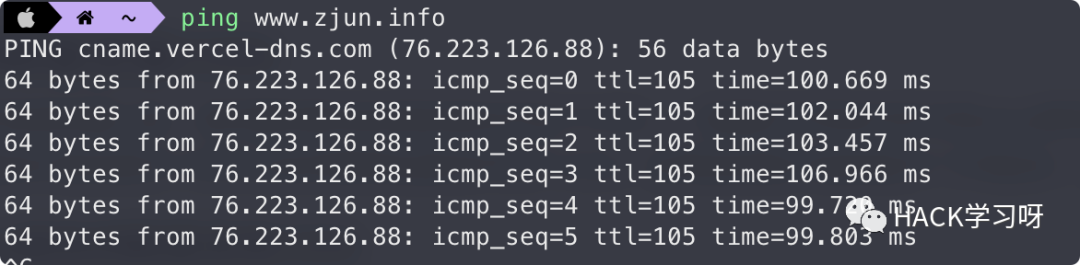 ~ ping www.zjun.info
PING cname.vercel-dns.com (76.223.126.88): 56 data bytes
64 bytes from 76.223.126.88: icmp_seq=0 ttl=105 time=100.669 ms
64 bytes from 76.223.126.88: icmp_seq=1 ttl=105 time=102.044 ms
64 bytes from 76.223.126.88: icmp_seq=2 ttl=105 time=103.457 ms
64 bytes from 76.223.126.88: icmp_seq=3 ttl=105 time=106.966 ms
64 bytes from 76.223.126.88: icmp_seq=4 ttl=105 ms
64 bytes from 76.223.126.88: icmp_seq=5 ttl=105 time=99.803 ms
HACK学习呀